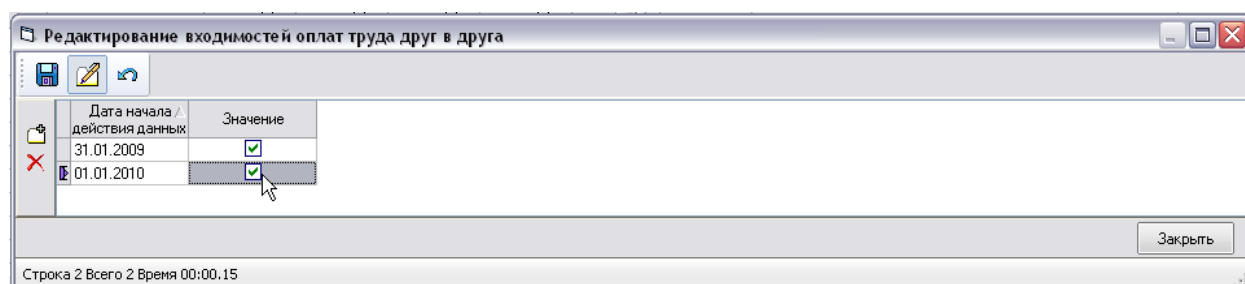 Редактирование входимостей оплат труда друг в друга
Дата начала
действия данных
Значение
31.01.2009
01.01.2010
Закрыть
Строка 2 Всего 2 Время 00:00.15